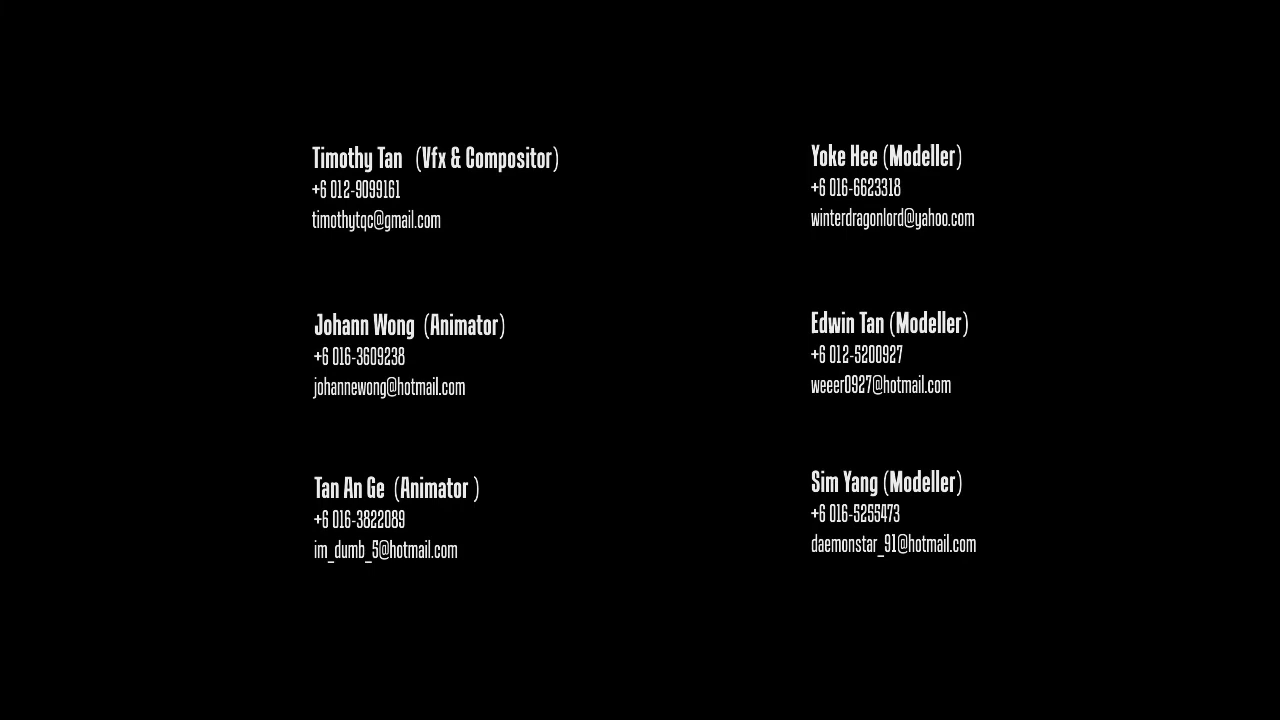 Timothy Tan (Vfx & Compositor)
+6 012-9099161
timothytqc@gmail.com
Johann Wong (Animator)
+6 016-3609238
johannewong@hotmail.com
Tan An Ge (Animator )
+6 016-3822089
im_dumb_5@hotmail.com
Yoke Hee (Modeller)
+6 016-6623318
winterdragonlord@yahoo.com
Edwin Tan (Modeller)
+6 012-5200927
weeer0927@hotmail.com
Sim Yang (Modeller)
+6 016-5255473
daemonstar_91@hotmail.com